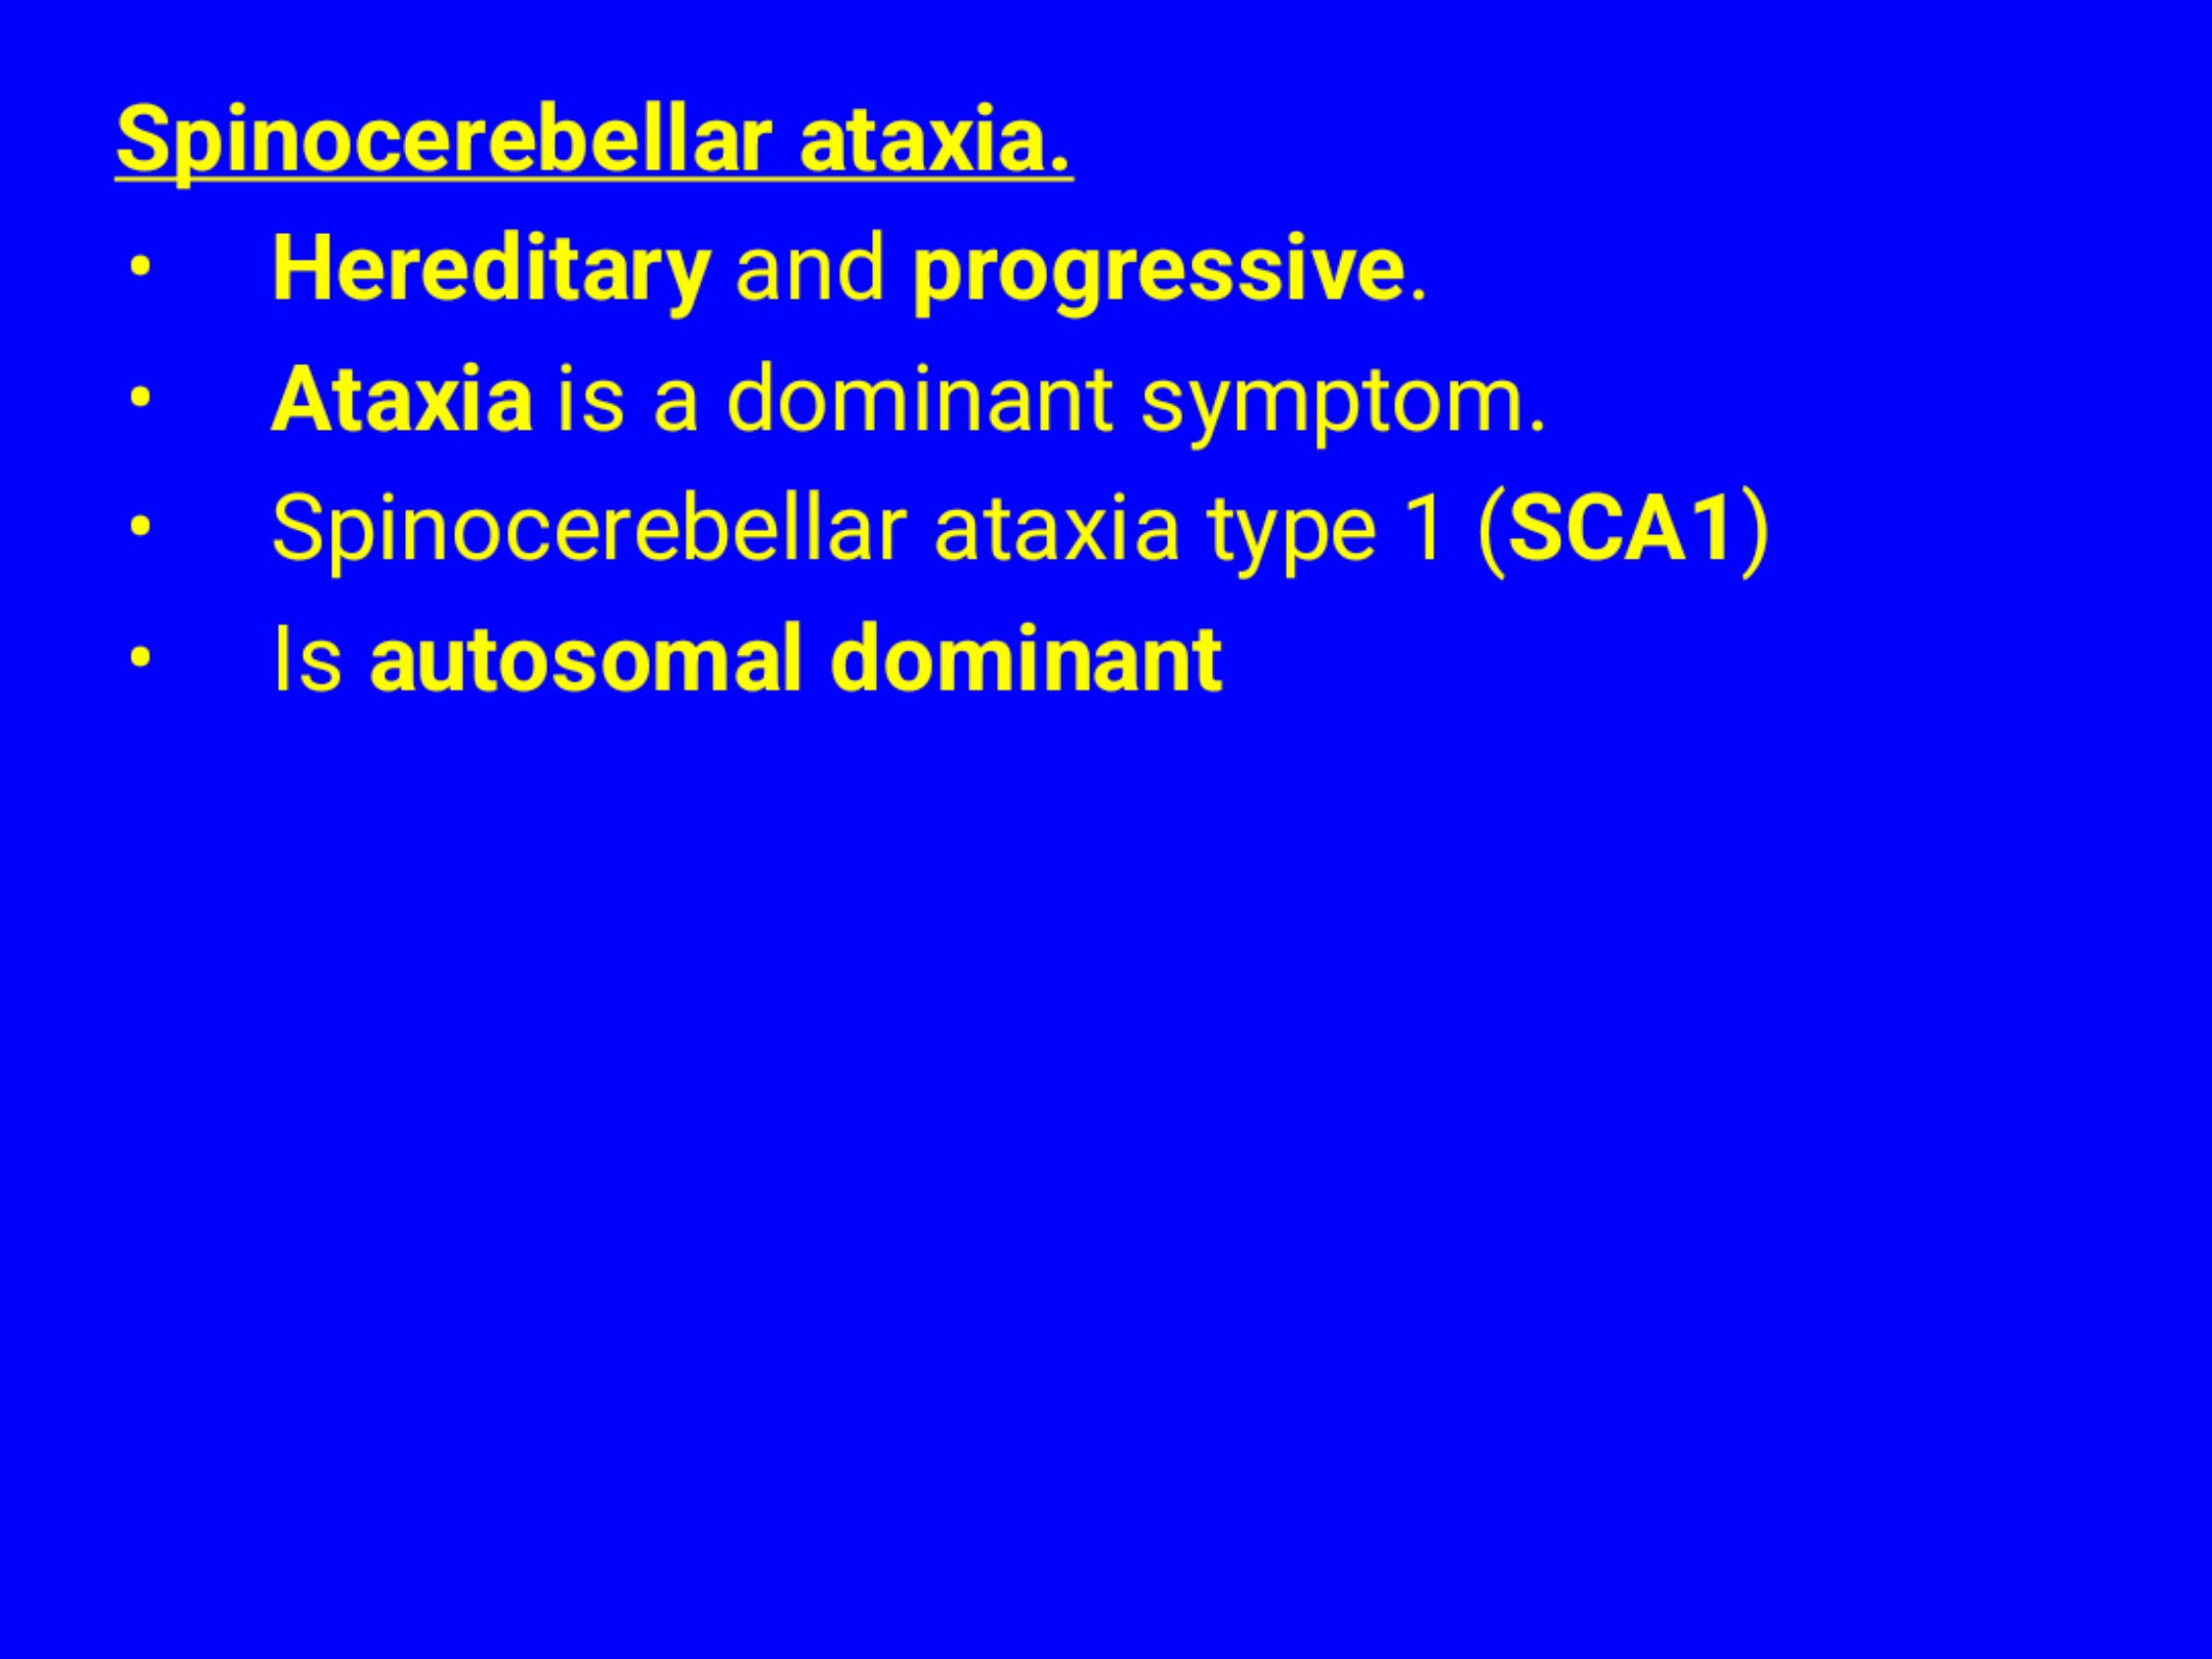 Spinocerebellar ataxia.
• Hereditary and progressive.
• Ataxia is a dominant symptom.
• Spinocerebellar ataxia type 1 (SCA1)
• Is autosomal dominant